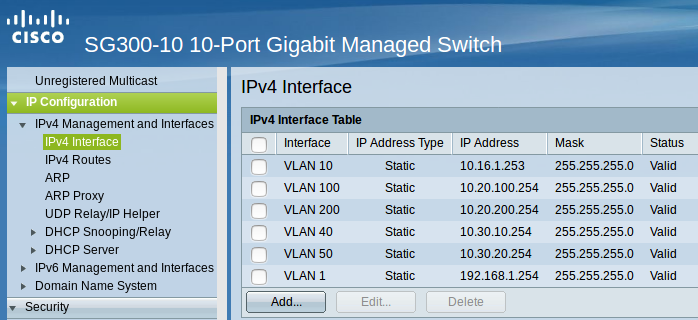 CISCO
SG300-10 10-Port Gigabit Managed Switch
Unregistered Multicast
IP Configuration
IPv4 Management and Interfaces
IPv4 Interface
IPv4 Routes
ARP
ARP Proxy
UDP Relay/IP Helper
DHCP Snooping/Relay
DHCP Server
IPv6 Management and Interfaces
Domain Name System
Security
IPv4 Interface
IPv4 Interface Table
Interface IP Address Type IP Address Mask Status
VLAN 10 Static 10.16.1.253 255.255.255.0 Valid
VLAN 100 Static 10.20.100.254 255.255.255.0 Valid
VLAN 200 Static 10.20.200.254 255.255.255.0 Valid
VLAN 40 Static 10.30.10.254 255.255.255.0 Valid
VLAN 50 Static 10.30.20.254 255.255.255.0 Valid
VLAN 1 Static 192.168.1.254 255.255.255.0 Valid
Add... Edit... Delete